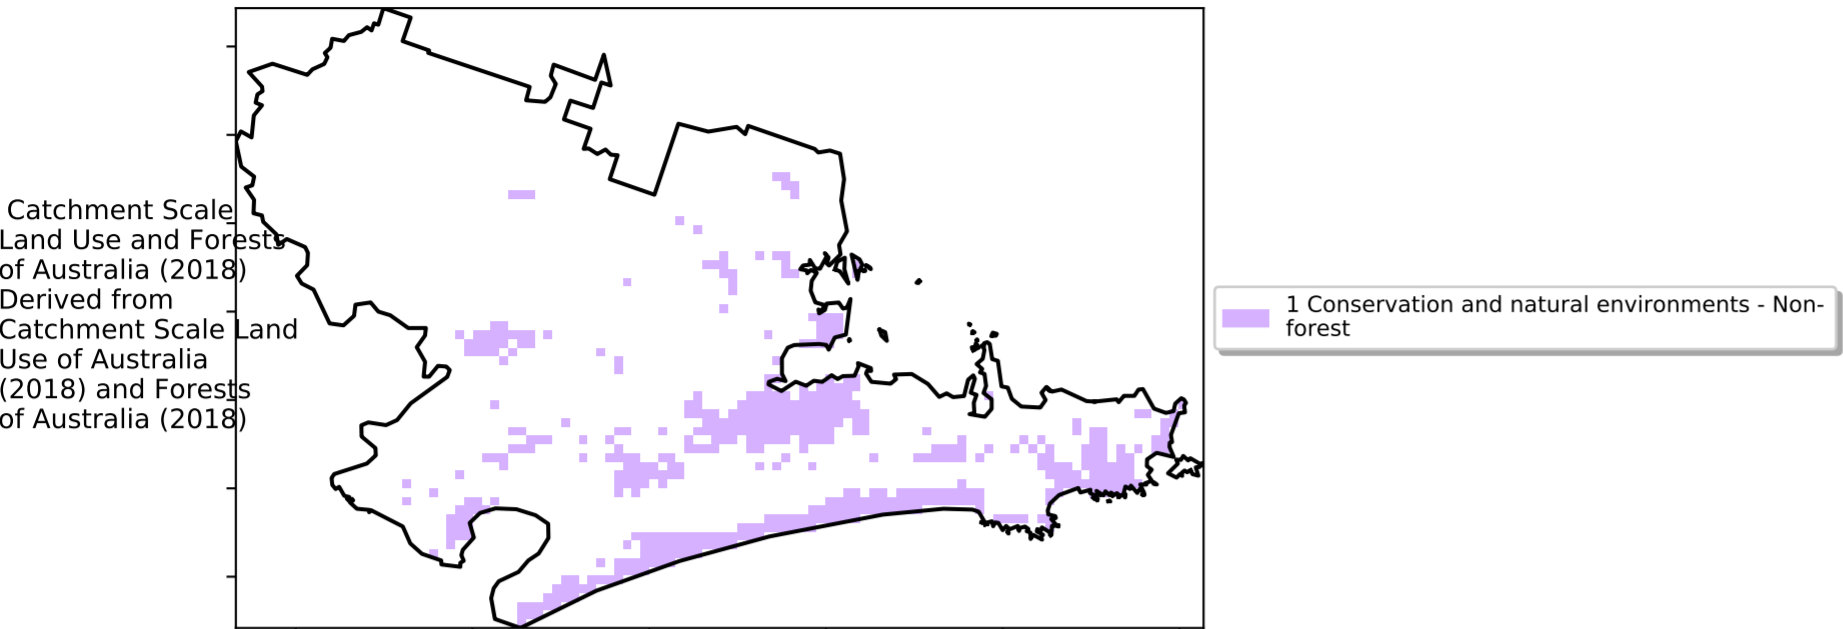 Catchment Scale
Land Use and Forests
of Australia (2018)
Derived from
Catchment Scale Land
Use of Australia
(2018) and Forests
of Australia (2018)
1 Conservation and natural environments - Non-
forest